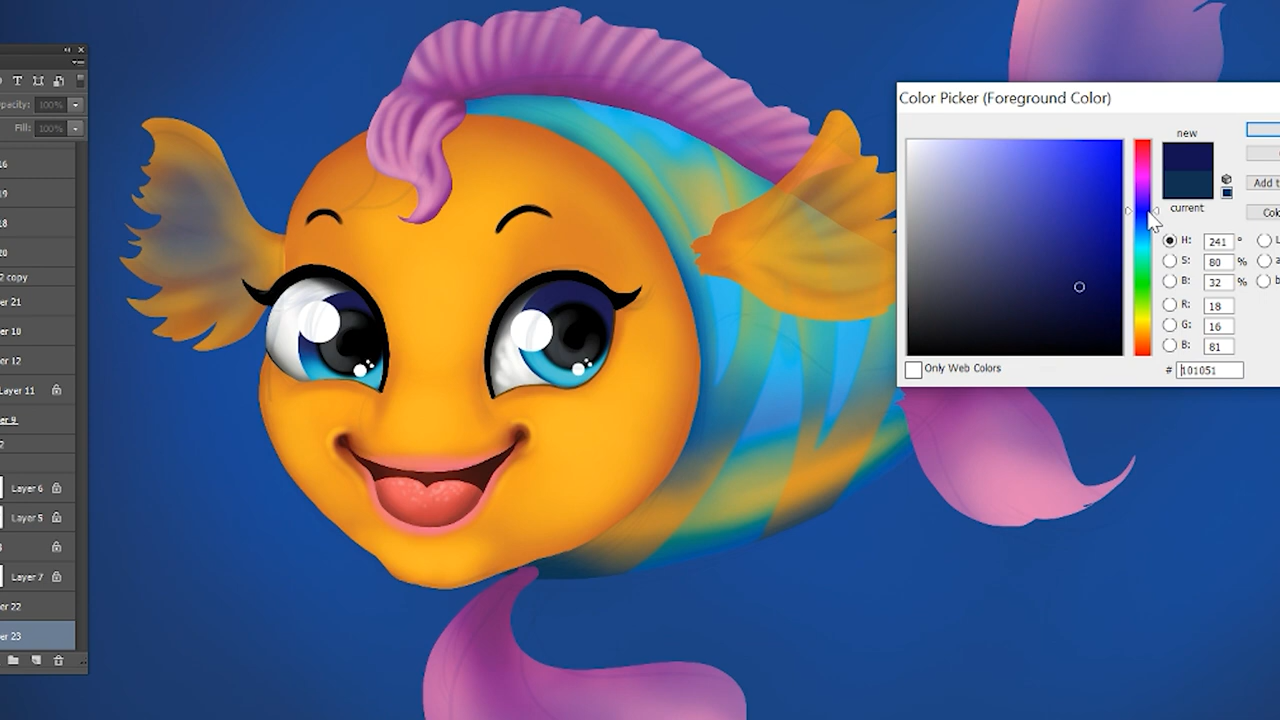 T
pacity: 100%
Fill: 100%
16
19
18
20
2 copy
er 21
er 10
er 12
Layer 11
er 9
2
Layer 6
Layer 5
Layer 7
er 22
er 23
Color Picker (Foreground Color)
new
current
Add t
Col
H: 241 °
S: 80 %
B: 32 %
R: 18
G: 16
B: 81
L
a
b
# 101051
Only Web Colors